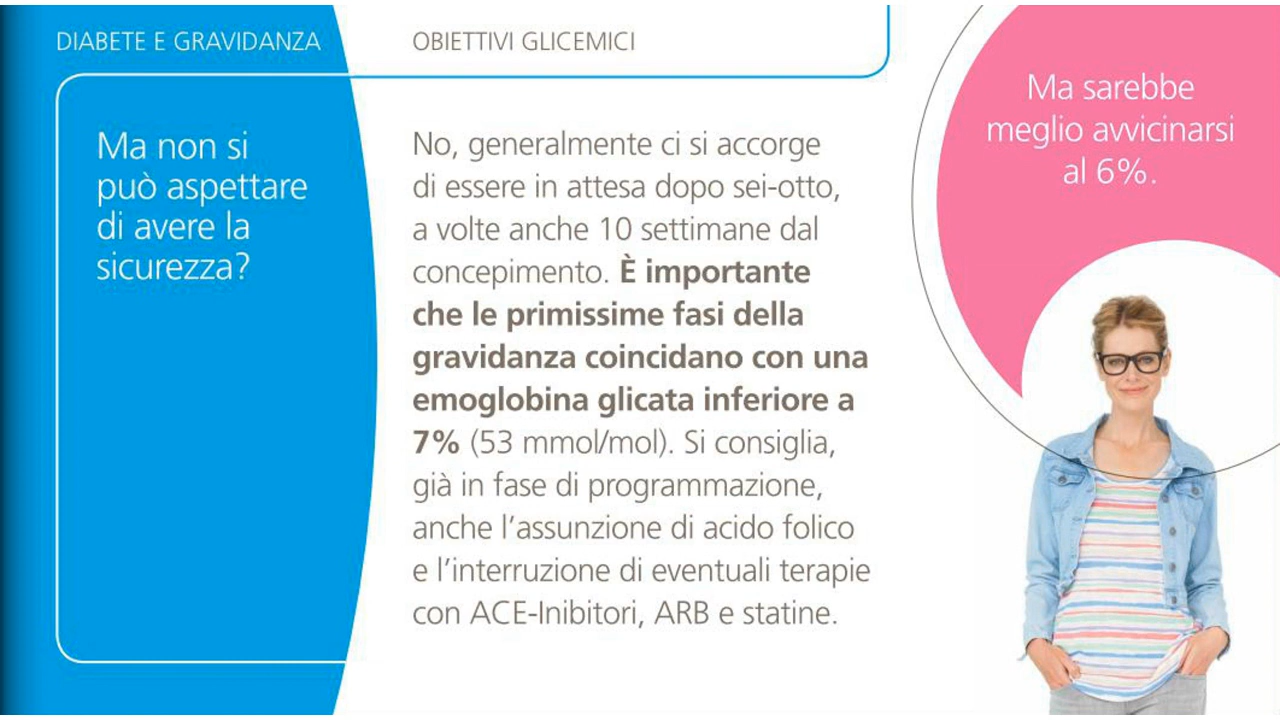 DIABETE E GRAVIDANZA
OBIETTIVI GLICEMICI
Ma non si
può aspettare
di avere la
sicurezza?
No, generalmente ci si accorge
di essere in attesa dopo sei-otto,
a volte anche 10 settimane dal
concepimento. È importante
che le primissime fasi della
gravidanza coincidano con una
emoglobina glicata inferiore a
7% (53 mmol/mol). Si consiglia,
già in fase di programmazione,
anche l’assunzione di acido folico
e l’interruzione di eventuali terapie
con ACE-Inibitori, ARB e statine.
Ma sarebbe
meglio avvicinarsi
al 6%.